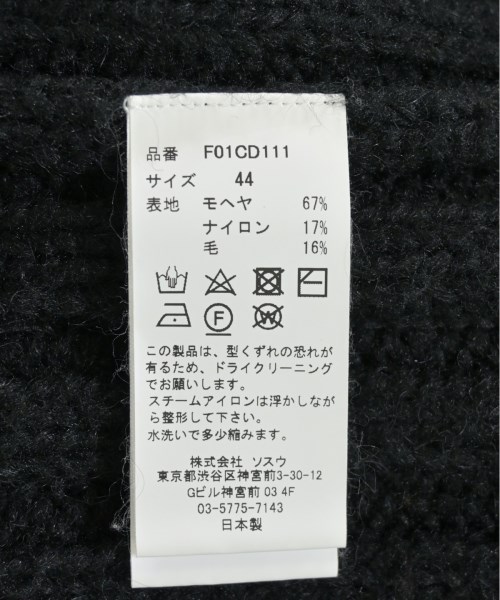 品番 F01CD111
サイズ 44
表地 モヘヤ 67%
ナイロン 17%
毛 16%
F W
この製品は、型くずれの恐れが
有るため、ドライクリーニング
でお願いします。
スチームアイロンは浮かしなが
ら整形して下さい。
水洗いで多少縮みます。
株式会社 ソスウ
東京都渋谷区神宮前3-30-12
Gビル神宮前 03 4F
03-5775-7143
日本製